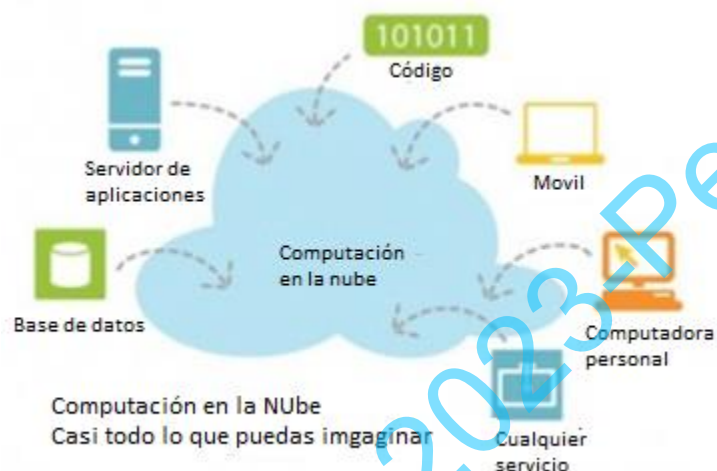 101011
Código
Servidor de
aplicaciones
Movil
Computación
en la nube
Base de datos
Computadora
personal
Computación en la NUbe
Casi todo lo que puedas imgaginar
Cualquier
servicio
2023-Pe